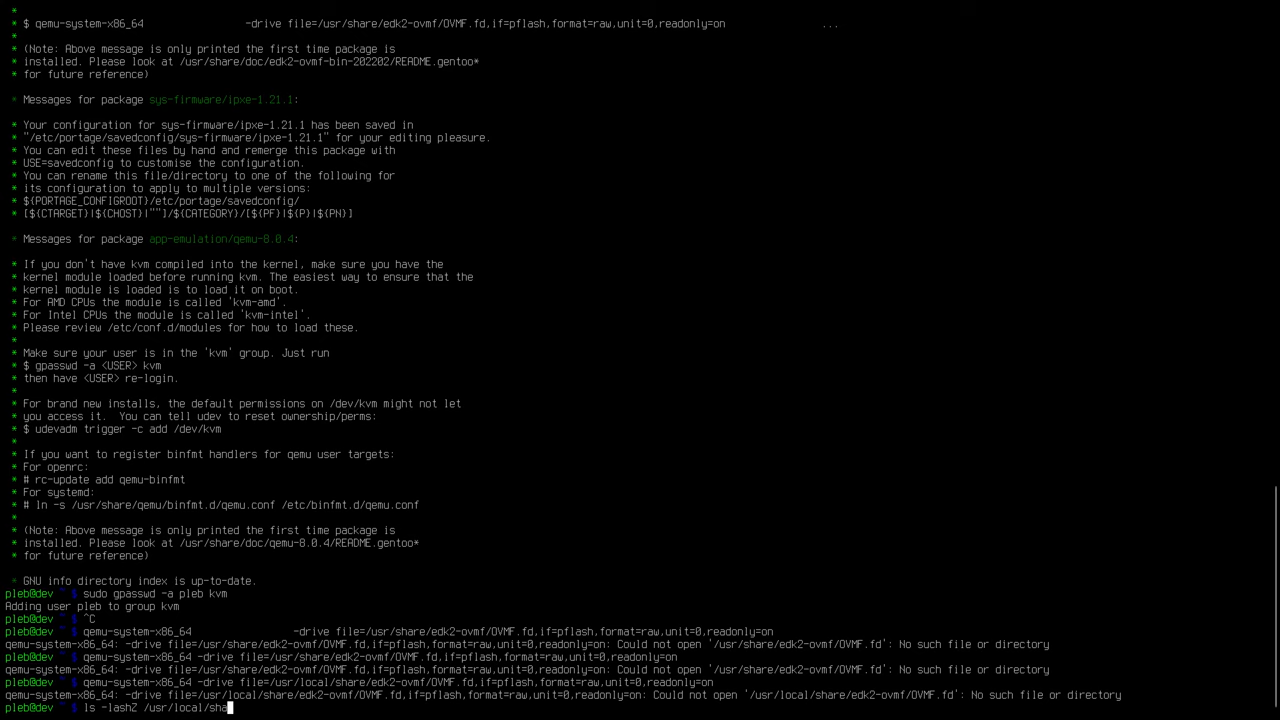 *
* $ qemu-system-x86_64 -drive file=/usr/share/edk2-ovmf/OVMF.fd,if=pflash,format=raw,unit=0,readonly=on ...
*
* (Note: Above message is only printed the first time package is
* installed. Please look at /usr/share/doc/edk2-ovmf-bin-202202/README.gentoo*
* for future reference)

* Messages for package sys-firmware/ipxe-1.21.1:

* Your configuration for sys-firmware/ipxe-1.21.1 has been saved in
* "/etc/portage/savedconfig/sys-firmware/ipxe-1.21.1" for your editing pleasure.
* You can edit these files by hand and remerge this package with
* USE=savedconfig to customise the configuration.
* You can rename this file/directory to one of the following for
* its configuration to apply to multiple versions:
* ${PORTAGE_CONFIGROOT}/etc/portage/savedconfig/
* [${CTARGET}|${CHOST}|""]/${CATEGORY}/[${PF}|${P}|${PN}]

* Messages for package app-emulation/qemu-8.0.4:

* If you don't have kvm compiled into the kernel, make sure you have the
* kernel module loaded before running kvm. The easiest way to ensure that the
* kernel module is loaded is to load it on boot.
* For AMD CPUs the module is called 'kvm-amd'.
* For Intel CPUs the module is called 'kvm-intel'.
* Please review /etc/conf.d/modules for how to load these.
*
* Make sure your user is in the 'kvm' group. Just run
* $ gpasswd -a <USER> kvm
* then have <USER> re-login.
*
* For brand new installs, the default permissions on /dev/kvm might not let
* you access it.  You can tell udev to reset ownership/perms:
* $ udevadm trigger -c add /dev/kvm
*
* If you want to register binfmt handlers for qemu user targets:
* For openrc:
* # rc-update add qemu-binfmt
* For systemd:
* # ln -s /usr/share/qemu/binfmt.d/qemu.conf /etc/binfmt.d/qemu.conf
*
* (Note: Above message is only printed the first time package is
* installed. Please look at /usr/share/doc/qemu-8.0.4/README.gentoo*
* for future reference)

* GNU info directory index is up-to-date.
pleb@dev ~ $ sudo gpasswd -a pleb kvm
Adding user pleb to group kvm
pleb@dev ~ $ ^C
pleb@dev ~ $ qemu-system-x86_64 -drive file=/usr/share/edk2-ovmf/OVMF.fd,if=pflash,format=raw,unit=0,readonly=on
qemu-system-x86_64: -drive file=/usr/share/edk2-ovmf/OVMF.fd,if=pflash,format=raw,unit=0,readonly=on: Could not open '/usr/share/edk2-ovmf/OVMF.fd': No such file or directory
pleb@dev ~ $ qemu-system-x86_64 -drive file=/usr/share/edk2-ovmf/OVMF.fd,if=pflash,format=raw,unit=0,readonly=on
qemu-system-x86_64: -drive file=/usr/share/edk2-ovmf/OVMF.fd,if=pflash,format=raw,unit=0,readonly=on: Could not open '/usr/share/edk2-ovmf/OVMF.fd': No such file or directory
pleb@dev ~ $ qemu-system-x86_64 -drive file=/usr/local/share/edk2-ovmf/OVMF.fd,if=pflash,format=raw,unit=0,readonly=on
qemu-system-x86_64: -drive file=/usr/local/share/edk2-ovmf/OVMF.fd,if=pflash,format=raw,unit=0,readonly=on: Could not open '/usr/local/share/edk2-ovmf/OVMF.fd': No such file or directory
pleb@dev ~ $ ls -lashZ /usr/local/sha